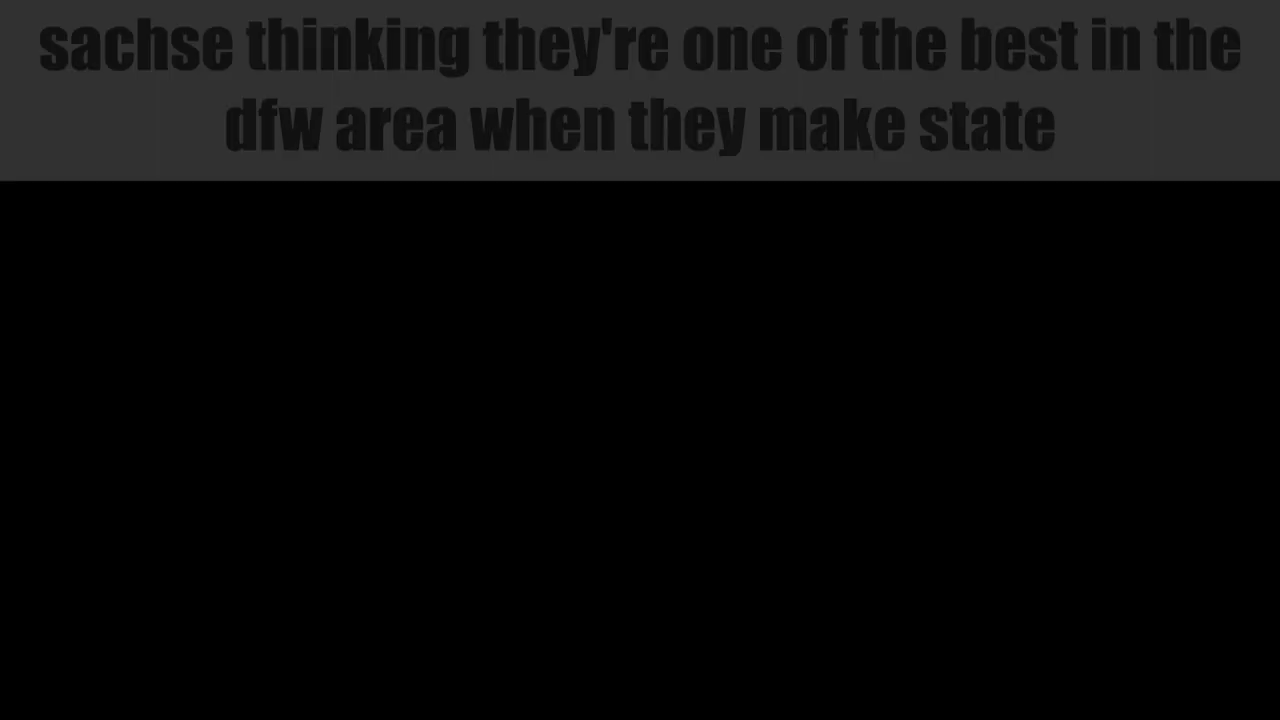 sachse thinking they're one of the best in the
dfw area when they make state